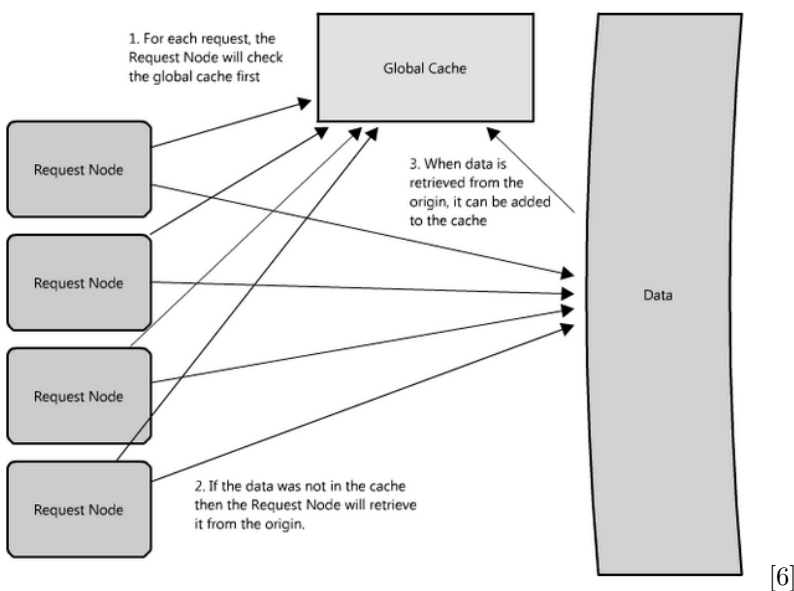 1. For each request, the
Request Node will check
the global cache first
Global Cache
Request Node
3. When data is
retrieved from the
origin, it can be added
to the cache
Request Node
Data
Request Node
2. If the data was not in the cache
then the Request Node will retrieve
it from the origin.
Request Node
[6]